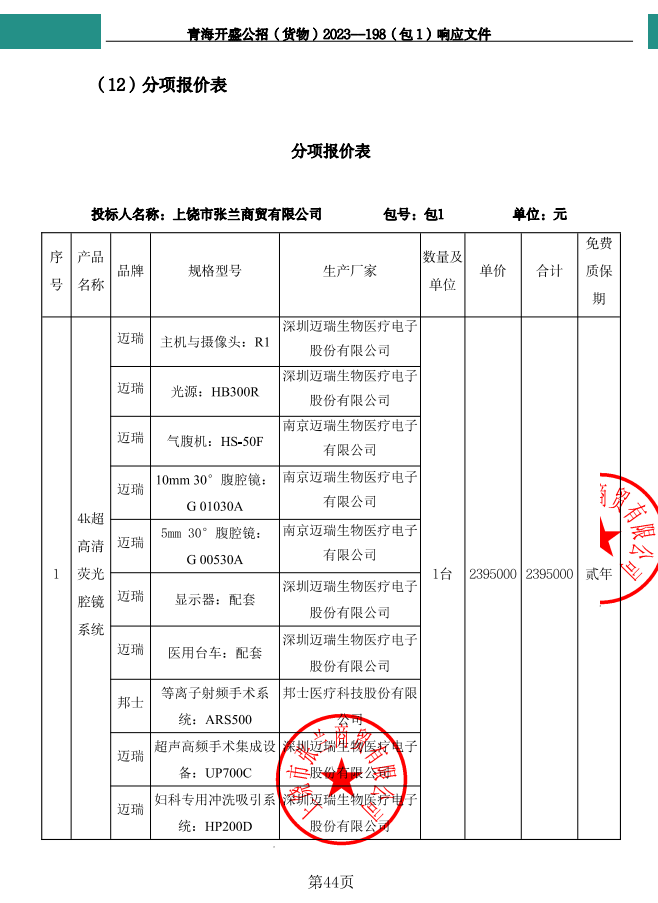 青海开盛公招（货物）2023—198（包1）响应文件
（12）分项报价表
分项报价表
投标人名称：上饶市张兰商贸有限公司 包号：包1 单位：元
序号 产品名称 品牌 规格型号 生产厂家 数量及单位 单价 合计 免费质保期
1 4k超高清荧光腔镜系统 1台 2395000 2395000 贰年
迈瑞 主机与摄像头：R1 深圳迈瑞生物医疗电子股份有限公司
迈瑞 光源：HB300R 深圳迈瑞生物医疗电子股份有限公司
迈瑞 气腹机：HS-50F 南京迈瑞生物医疗电子有限公司
迈瑞 10mm 30°腹腔镜：G 01030A 南京迈瑞生物医疗电子有限公司
迈瑞 5mm 30°腹腔镜：G 00530A 南京迈瑞生物医疗电子有限公司
迈瑞 显示器：配套 深圳迈瑞生物医疗电子股份有限公司
迈瑞 医用台车：配套 深圳迈瑞生物医疗电子股份有限公司
邦士 等离子射频手术系统：ARS500 邦士医疗科技股份有限公司
迈瑞 超声高频手术集成设备：UP700C 深圳迈瑞生物医疗电子股份有限公司
迈瑞 妇科专用冲洗吸引系统：HP200D 深圳迈瑞生物医疗电子股份有限公司
上饶市张兰商贸有限公司
商贸有限公司
第44页